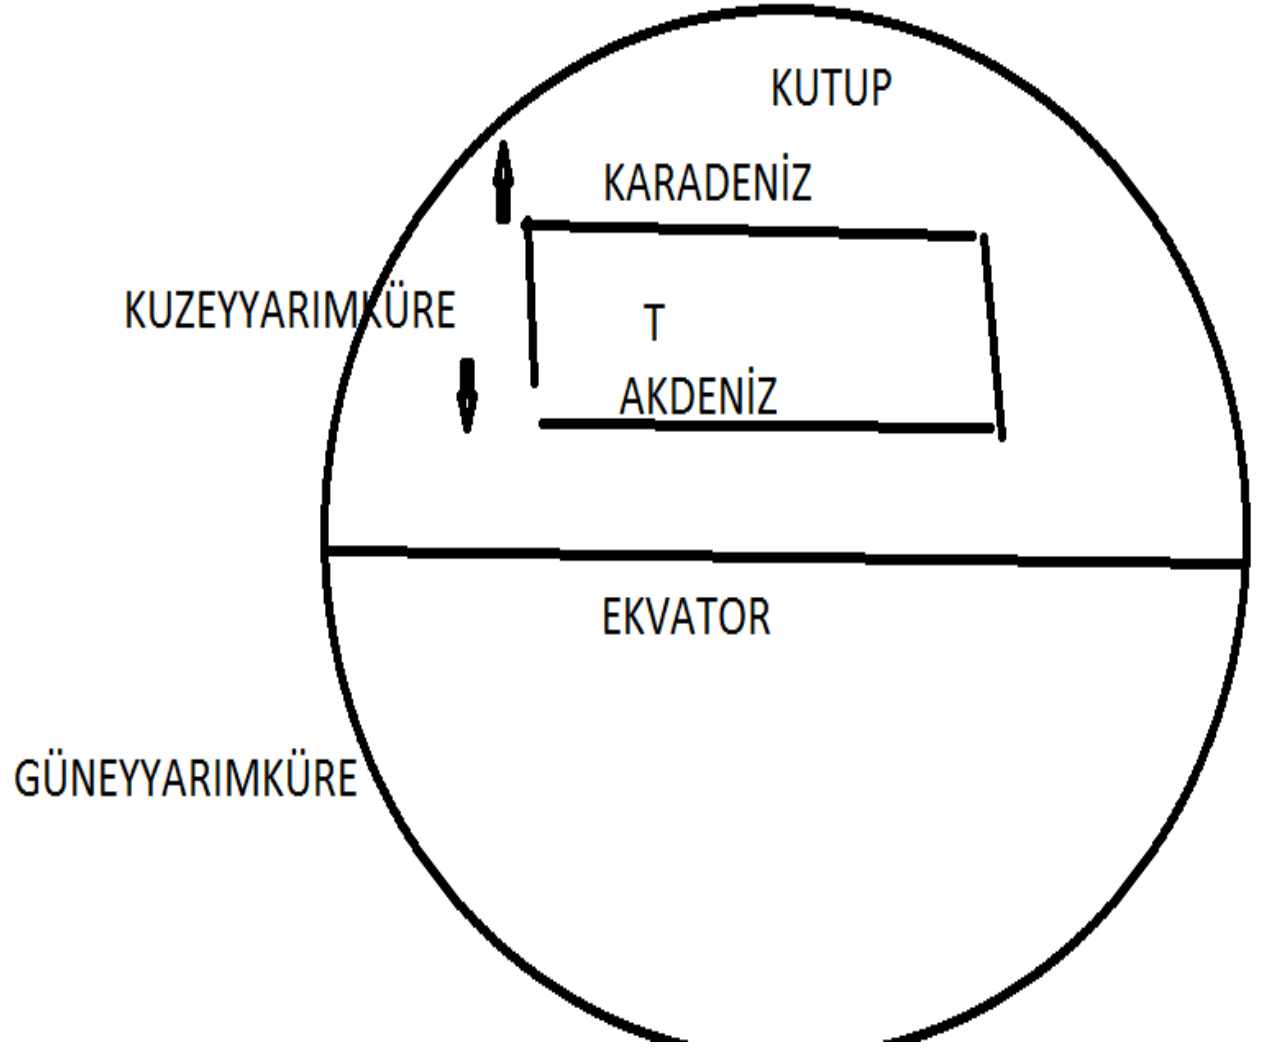 KUTUP
KARADENİZ
KUZEYYARIMKÜRE
T
AKDENİZ
EKVATOR
GÜNEYYARIMKÜRE